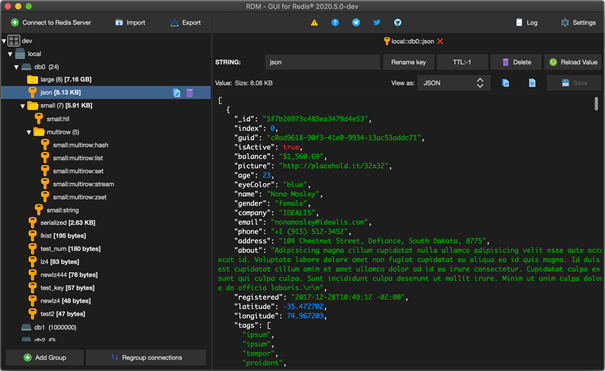 RDM - GUI for Redis® 2020.5.0-dev
Connect to Redis Server
Import
Export
Log
Settings
dev
local
db0 (24)
large (8) [7.16 GB]
json [8.13 KB]
small (7) [5.91 KB]
small:hll
multirow (5)
small:multirow:hash
small:multirow:list
small:multirow:set
small:multirow:stream
small:multirow:zset
small:string
serialized [2.63 KB]
lkist [195 bytes]
test_num [180 bytes]
lz4 [83 bytes]
newlz444 [78 bytes]
test_key [57 bytes]
newlz4 [48 bytes]
test2 [47 bytes]
db1 (1000000)
Add Group
Regroup connections
local::db0::json
STRING:
json
Rename key
TTL:-1
Delete
Reload Value
Value: Size: 8.08 KB
View as:
JSON
Save
[
{
"_id": "5f7b26973c483ea3479d4e53",
"index": 0,
"guid": "c0ad9618-90f3-41e0-9934-13ac53addc71",
"isActive": true,
"balance": "$1,560.69",
"picture": "http://placehold.it/32x32",
"age": 23,
"eyeColor": "blue",
"name": "Nona Mosley",
"gender": "female",
"company": "IDEALIS",
"email": "nonamosley@idealis.com",
"phone": "+1 (915) 512-3452",
"address": "104 Chestnut Street, Defiance, South Dakota, 8775",
"about": "Adipisicing magna cillum cupidatat nulla ullamco adipisicing velit esse aute occa
ecat id. Voluptate labore dolore amet non fugiat cupidatat eu aliqua ea id quis magna. Id duis
est cupidatat cillum anim et amet ullamco dolor ad id eu irure consectetur. Cupidatat culpa ex
sunt qui culpa culpa. Sunt incididunt culpa deserunt ut mollit irure. Minim ut anim culpa dolor
e do officia laboris.\r\n",
"registered": "2017-12-28T10:49:12 -02:00",
"latitude": -35.472702,
"longitude": 74.967203,
"tags": [
"ipsum",
"ipsum",
"tempor",
"proident",